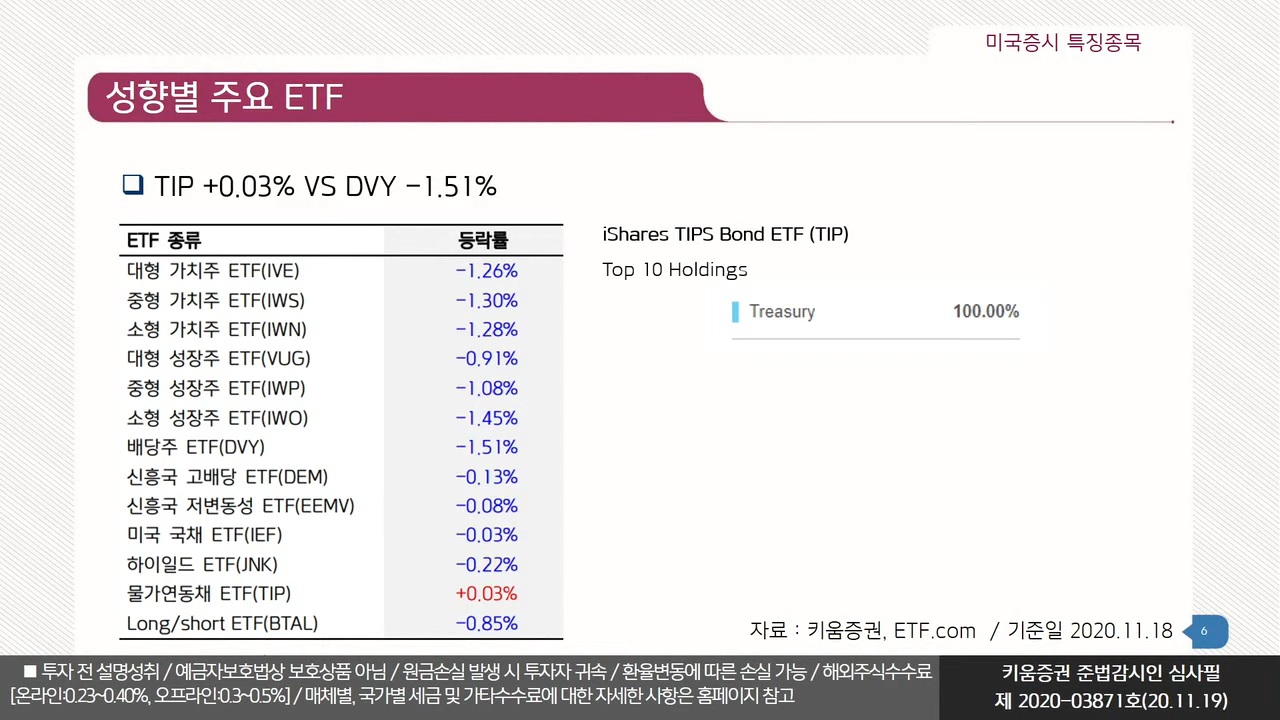 미국증시 특징종목
성향별 주요 ETF
❑ TIP +0.03% VS DVY -1.51%
ETF 종류 등락률
대형 가치주 ETF(IVE) -1.26%
중형 가치주 ETF(IWS) -1.30%
소형 가치주 ETF(IWN) -1.28%
대형 성장주 ETF(VUG) -0.91%
중형 성장주 ETF(IWP) -1.08%
소형 성장주 ETF(IWO) -1.45%
배당주 ETF(DVY) -1.51%
신흥국 고배당 ETF(DEM) -0.13%
신흥국 저변동성 ETF(EEMV) -0.08%
미국 국채 ETF(IEF) -0.03%
하이일드 ETF(JNK) -0.22%
물가연동채 ETF(TIP) +0.03%
Long/short ETF(BTAL) -0.85%
iShares TIPS Bond ETF (TIP)
Top 10 Holdings
Treasury 100.00%
자료 : 키움증권, ETF.com / 기준일 2020.11.18
6
■ 투자 전 설명성취 / 예금자보호법상 보호상품 아님 / 원금손실 발생 시 투자자 귀속 / 환율변동에 따른 손실 가능 / 해외주식수수료
[온라인:0.23~0.40%, 오프라인:0.3~0.5%] / 매체별, 국가별 세금 및 가타수수료에 대한 자세한 사항은 홈페이지 참고
키움증권 준법감시인 심사필
제 2020-03871호(20.11.19)